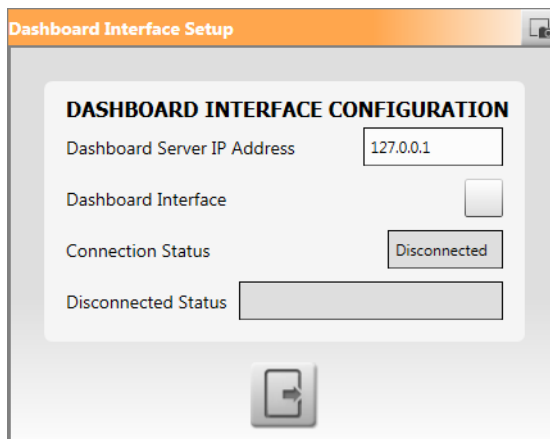 Dashboard Interface Setup
DASHBOARD INTERFACE CONFIGURATION
Dashboard Server IP Address 127.0.0.1
Dashboard Interface
Connection Status Disconnected
Disconnected Status